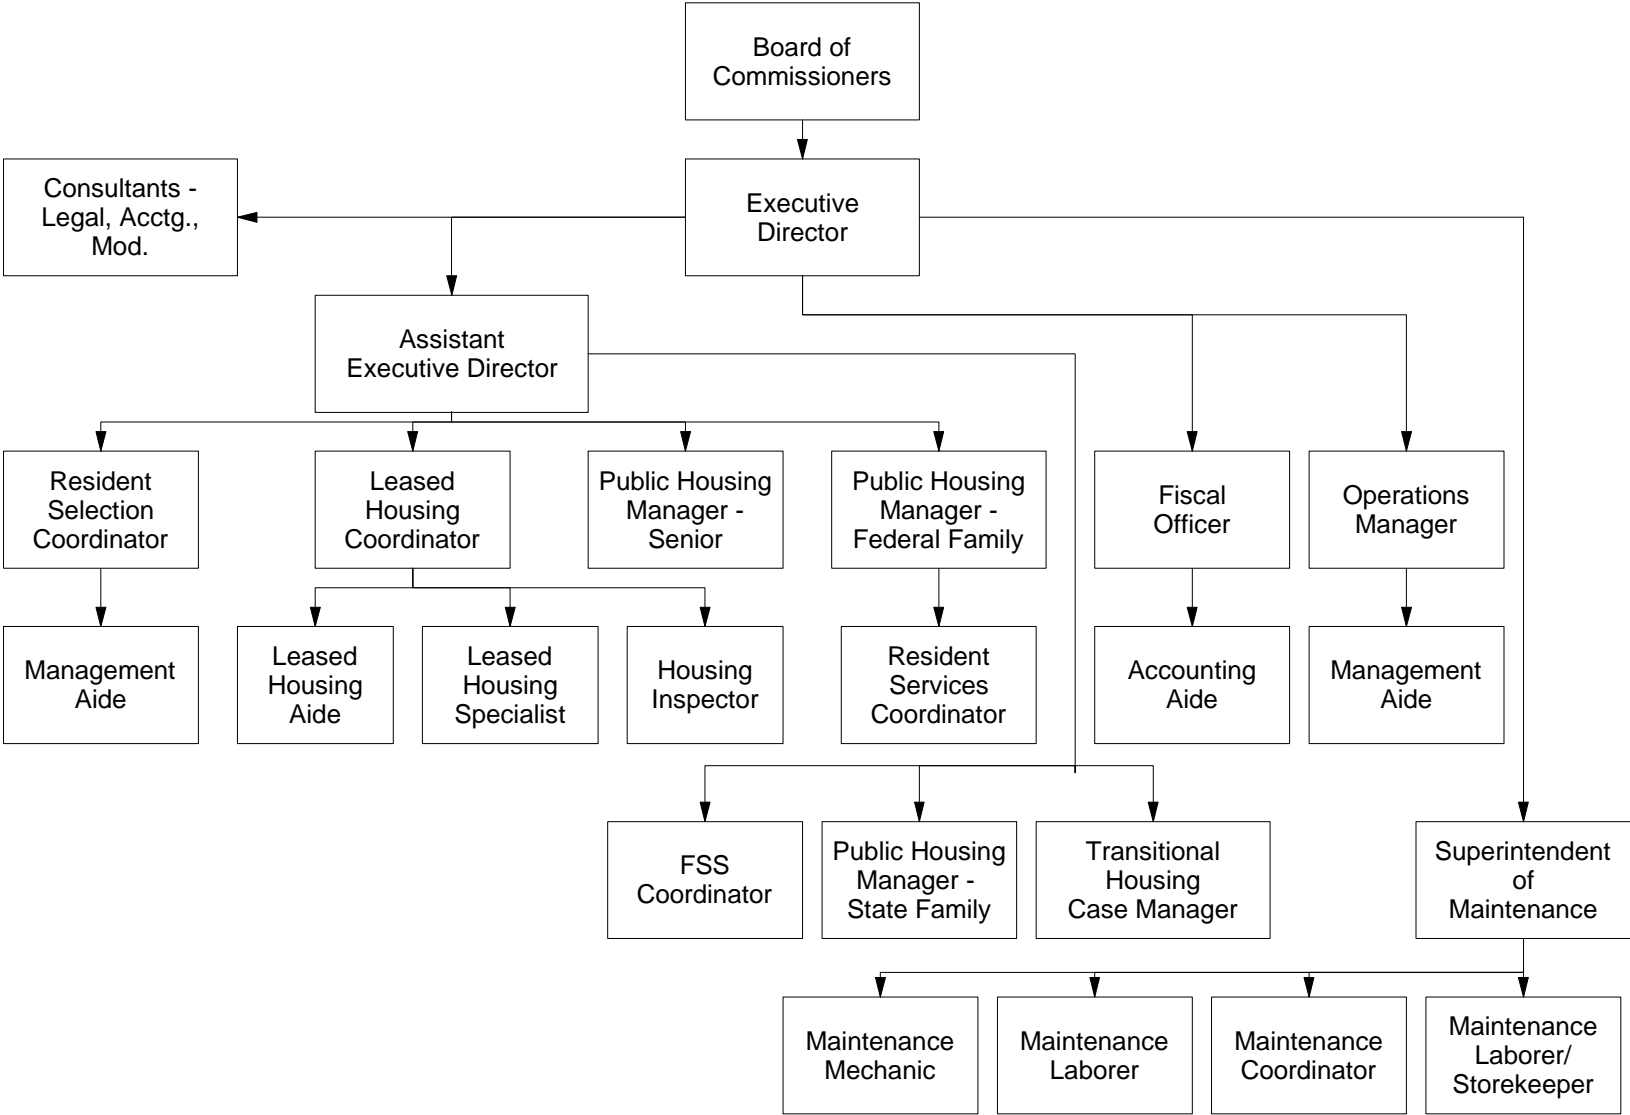 Board of
Commissioners
Consultants -
Legal, Acctg.,
Mod.
Executive
Director
Assistant
Executive Director
Resident
Selection
Coordinator
Leased
Housing
Coordinator
Public Housing
Manager -
Senior
Public Housing
Manager -
Federal Family
Fiscal
Officer
Operations
Manager
Management
Aide
Leased
Housing
Aide
Leased
Housing
Specialist
Housing
Inspector
Resident
Services
Coordinator
Accounting
Aide
Management
Aide
FSS
Coordinator
Public Housing
Manager -
State Family
Transitional
Housing
Case Manager
Superintendent
of
Maintenance
Maintenance
Mechanic
Maintenance
Laborer
Maintenance
Coordinator
Maintenance
Laborer/
Storekeeper